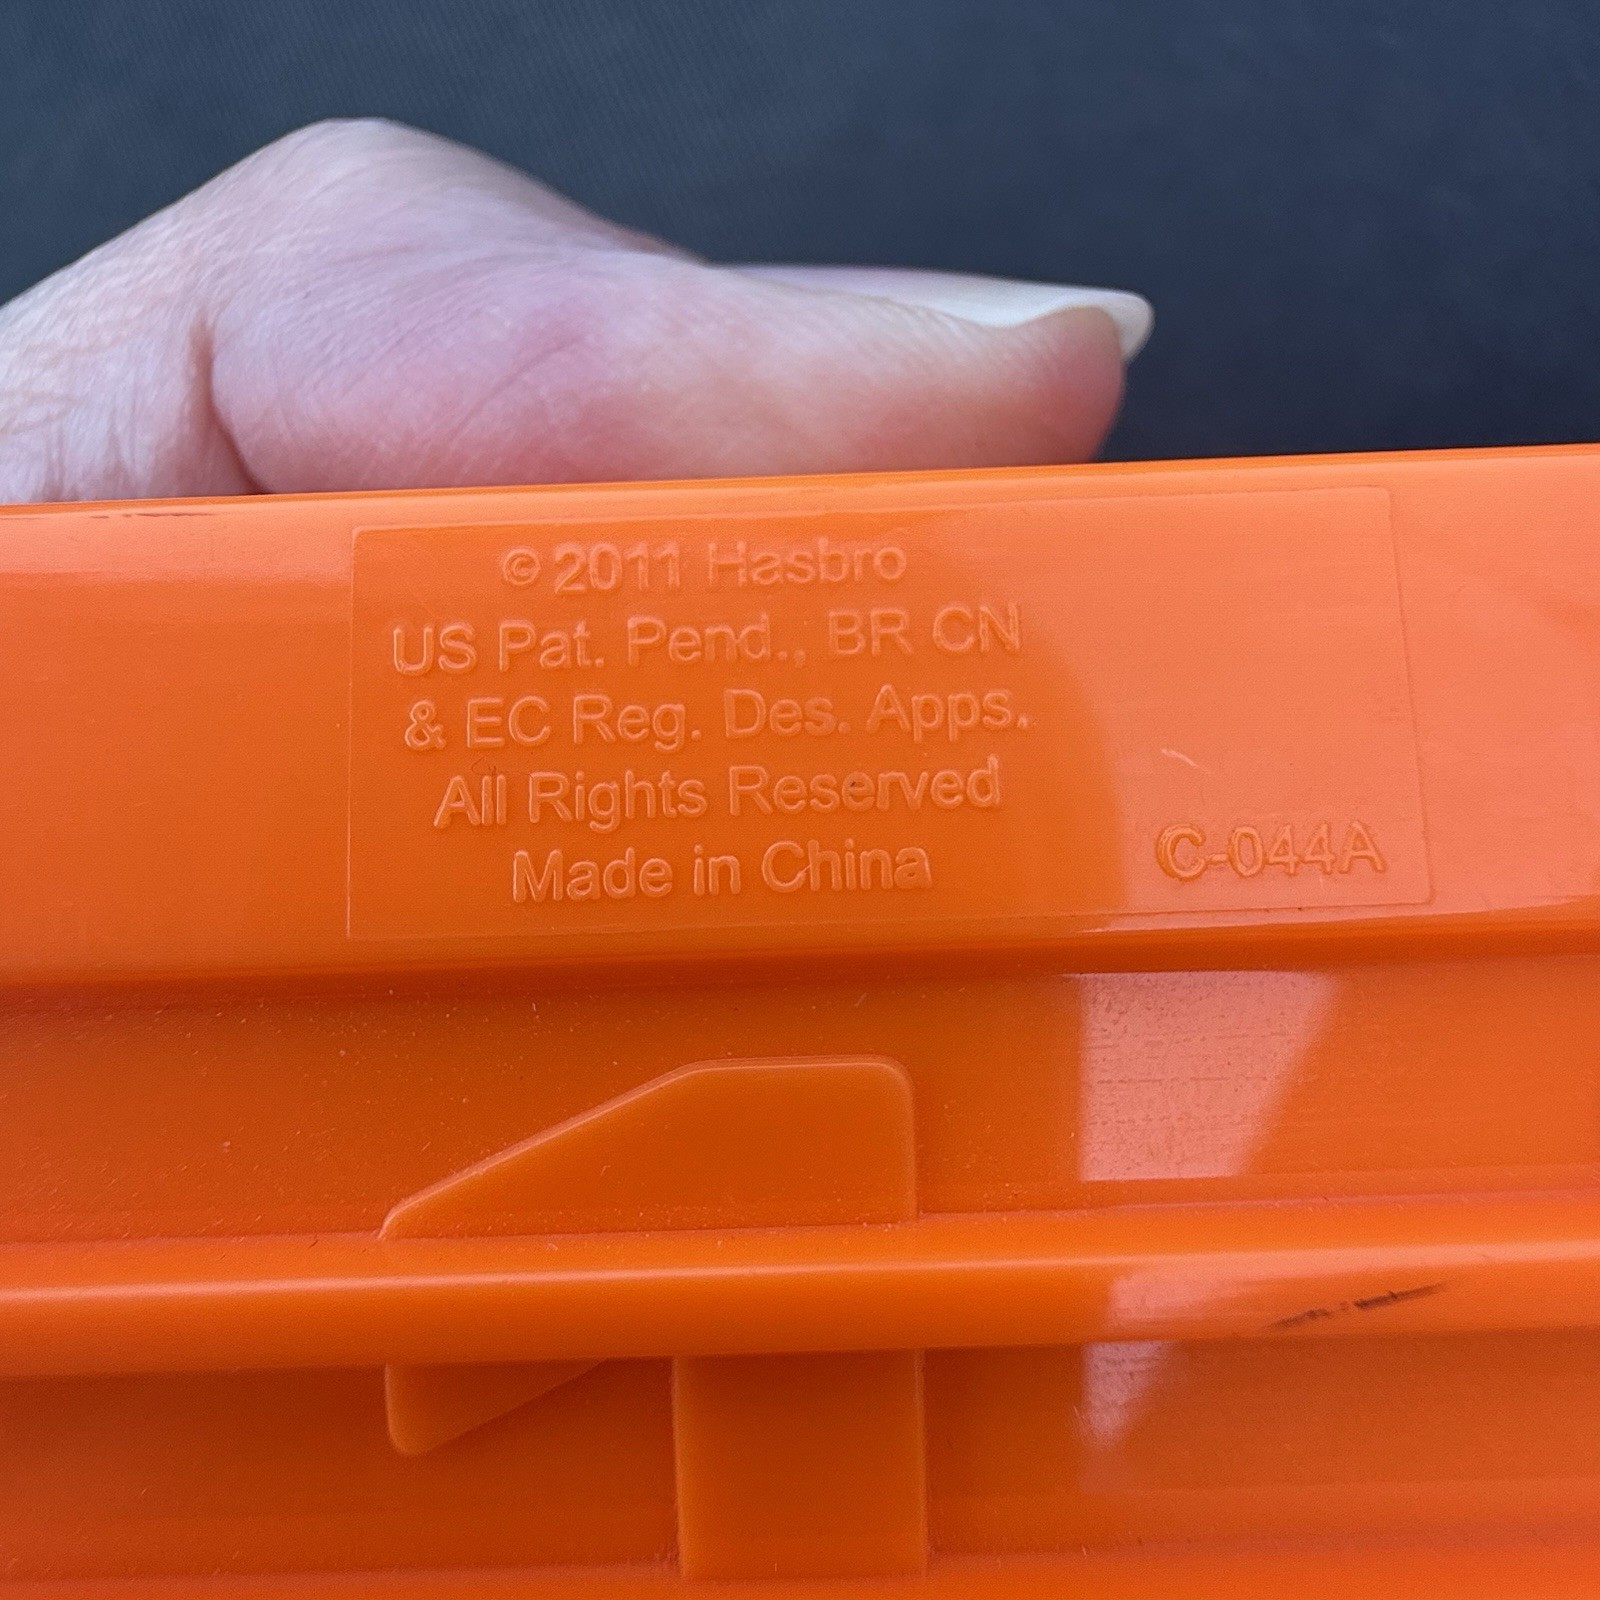 © 2011 Hasbro
US Pat. Pend., BR CN
& EC Reg. Des. Apps.
All Rights Reserved
Made in China
C-044A